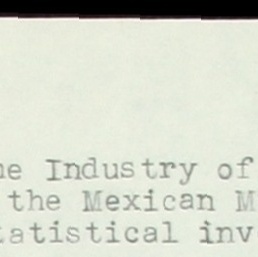 he Industry of
the Mexican M
tatistical inv